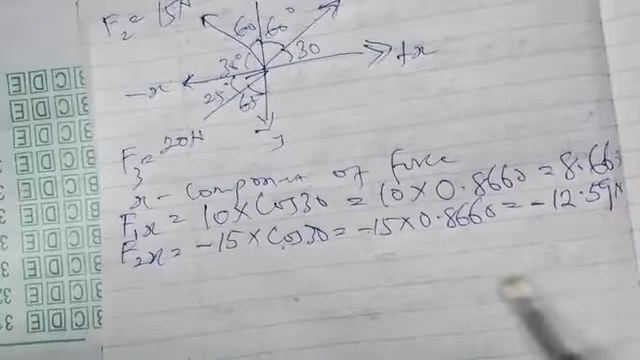 F₂ = 15N
60 60°
30° 30
-x +x
25° 65°
-y
F₃ = 20N
x - component of force
F₁x = 10 × Cos30 = 10 × 0.8660 = 8.66
F₂x = -15 × Cos30 = -15 × 0.8660 = -12.59N
B C D E
B C D E
B C D E
B C D E
B C D E
B C D E
B C D E
B C D E
B C D E